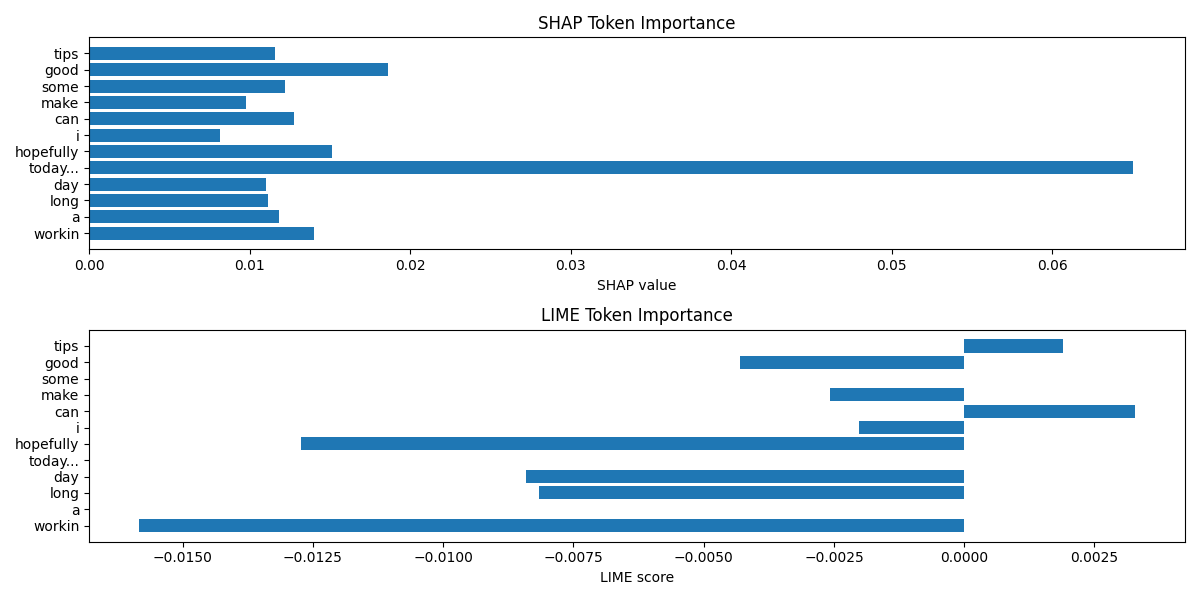 SHAP Token Importance
tips
good
some
make
can
i
hopefully
today...
day
long
a
workin
0.00 0.01 0.02 0.03 0.04 0.05 0.06
SHAP value
LIME Token Importance
tips
good
some
make
can
i
hopefully
today...
day
long
a
workin
−0.0150 −0.0125 −0.0100 −0.0075 −0.0050 −0.0025 0.0000 0.0025
LIME score